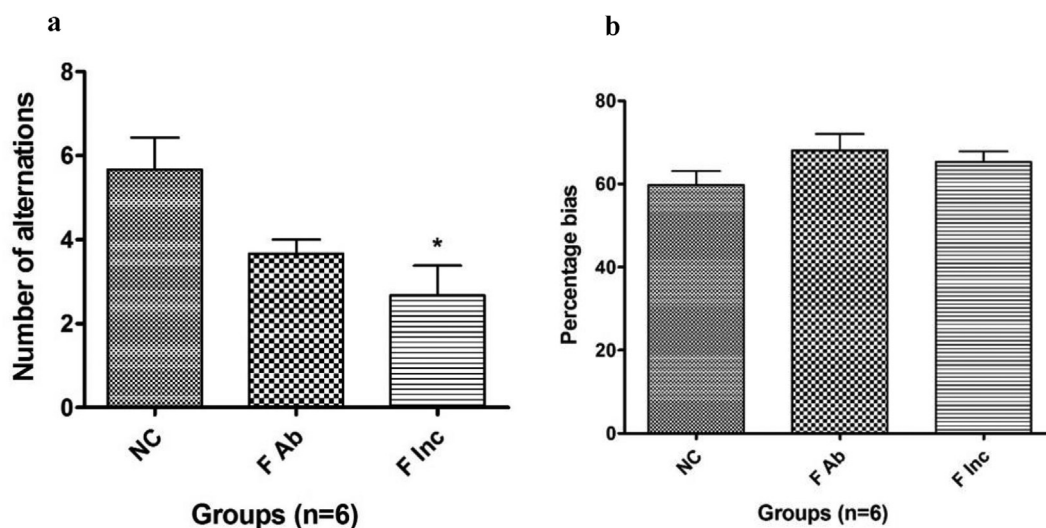 a
Number of alternations
8
6
4
2
0
*
NC
F Ab
F Inc
Groups (n=6)
b
Percentage bias
80
60
40
20
0
NC
F Ab
F Inc
Groups (n=6)